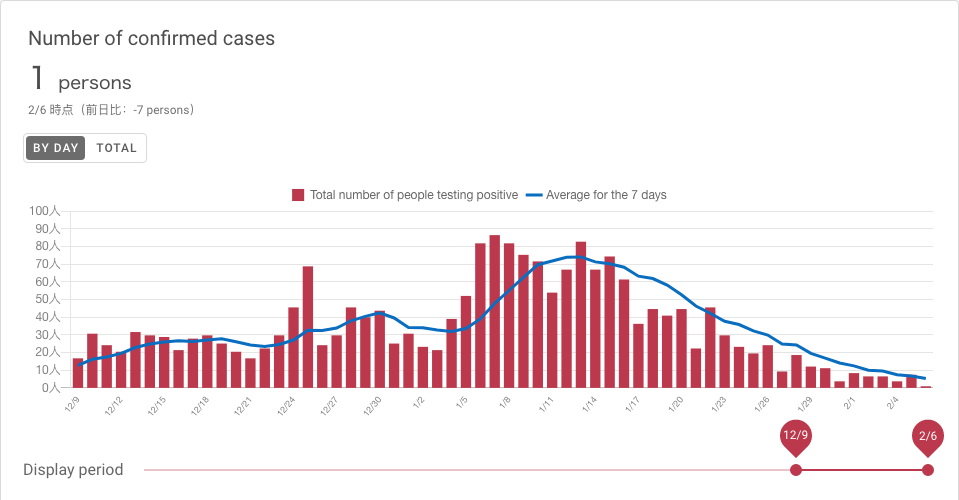 Number of confirmed cases
1 persons
2/6 時点（前日比：-7 persons）
BY DAY TOTAL
Total number of people testing positive Average for the 7 days
100人
90人
80人
70人
60人
50人
40人
30人
20人
10人
0人
12/9 12/12 12/15 12/18 12/21 12/24 12/27 12/30 1/2 1/5 1/8 1/11 1/14 1/17 1/20 1/23 1/26 1/29 2/1 2/4
12/9 2/6
Display period